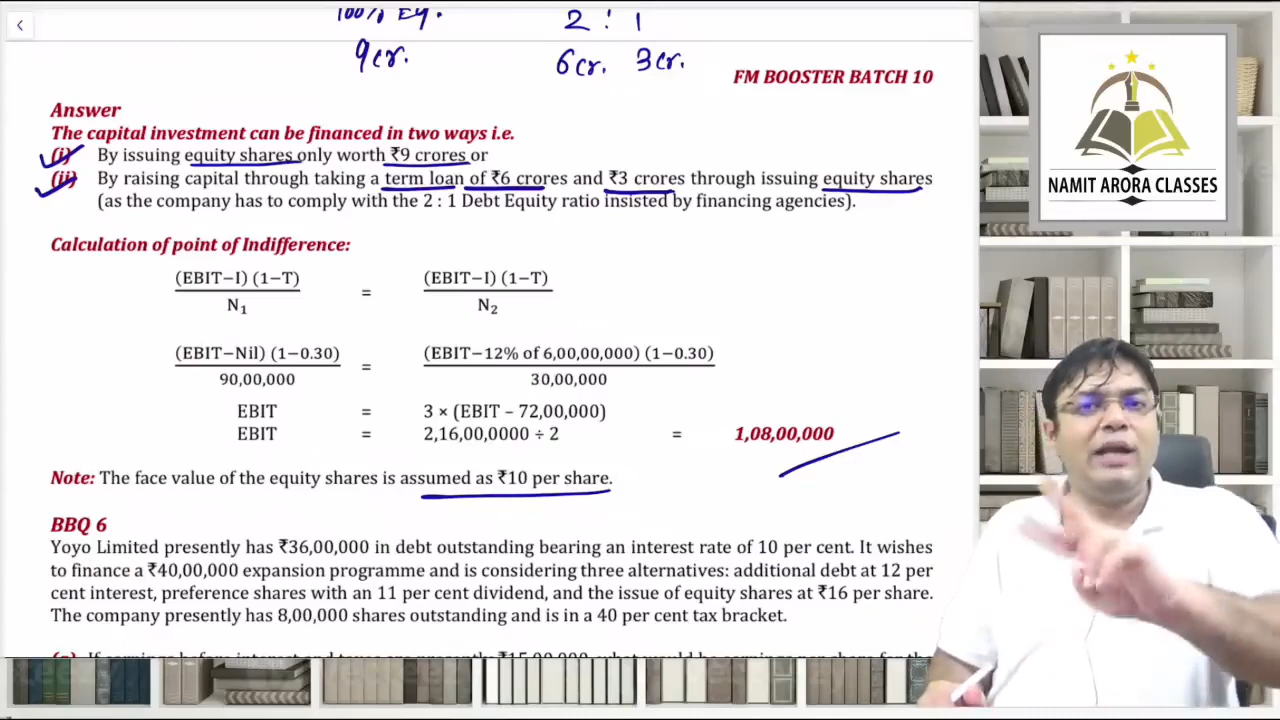 100% Eq. 2 : 1
9cr. 6cr. 3cr.
FM BOOSTER BATCH 10
Answer
The capital investment can be financed in two ways i.e.
(i) By issuing equity shares only worth ₹9 crores or
(ii) By raising capital through taking a term loan of ₹6 crores and ₹3 crores through issuing equity shares
(as the company has to comply with the 2 : 1 Debt Equity ratio insisted by financing agencies).
Calculation of point of Indifference:
(EBIT−I) (1−T) (EBIT−I) (1−T)
= 
N₁ N₂
(EBIT−Nil) (1−0.30) (EBIT−12% of 6,00,00,000) (1−0.30)
=
90,00,000 30,00,000
EBIT = 3 × (EBIT – 72,00,000)
EBIT = 2,16,00,0000 ÷ 2 = 1,08,00,000
Note: The face value of the equity shares is assumed as ₹10 per share.
BBQ 6
Yoyo Limited presently has ₹36,00,000 in debt outstanding bearing an interest rate of 10 per cent. It wishes
to finance a ₹40,00,000 expansion programme and is considering three alternatives: additional debt at 12 per
cent interest, preference shares with an 11 per cent dividend, and the issue of equity shares at ₹16 per share.
The company presently has 8,00,000 shares outstanding and is in a 40 per cent tax bracket.
NAMIT ARORA CLASSES